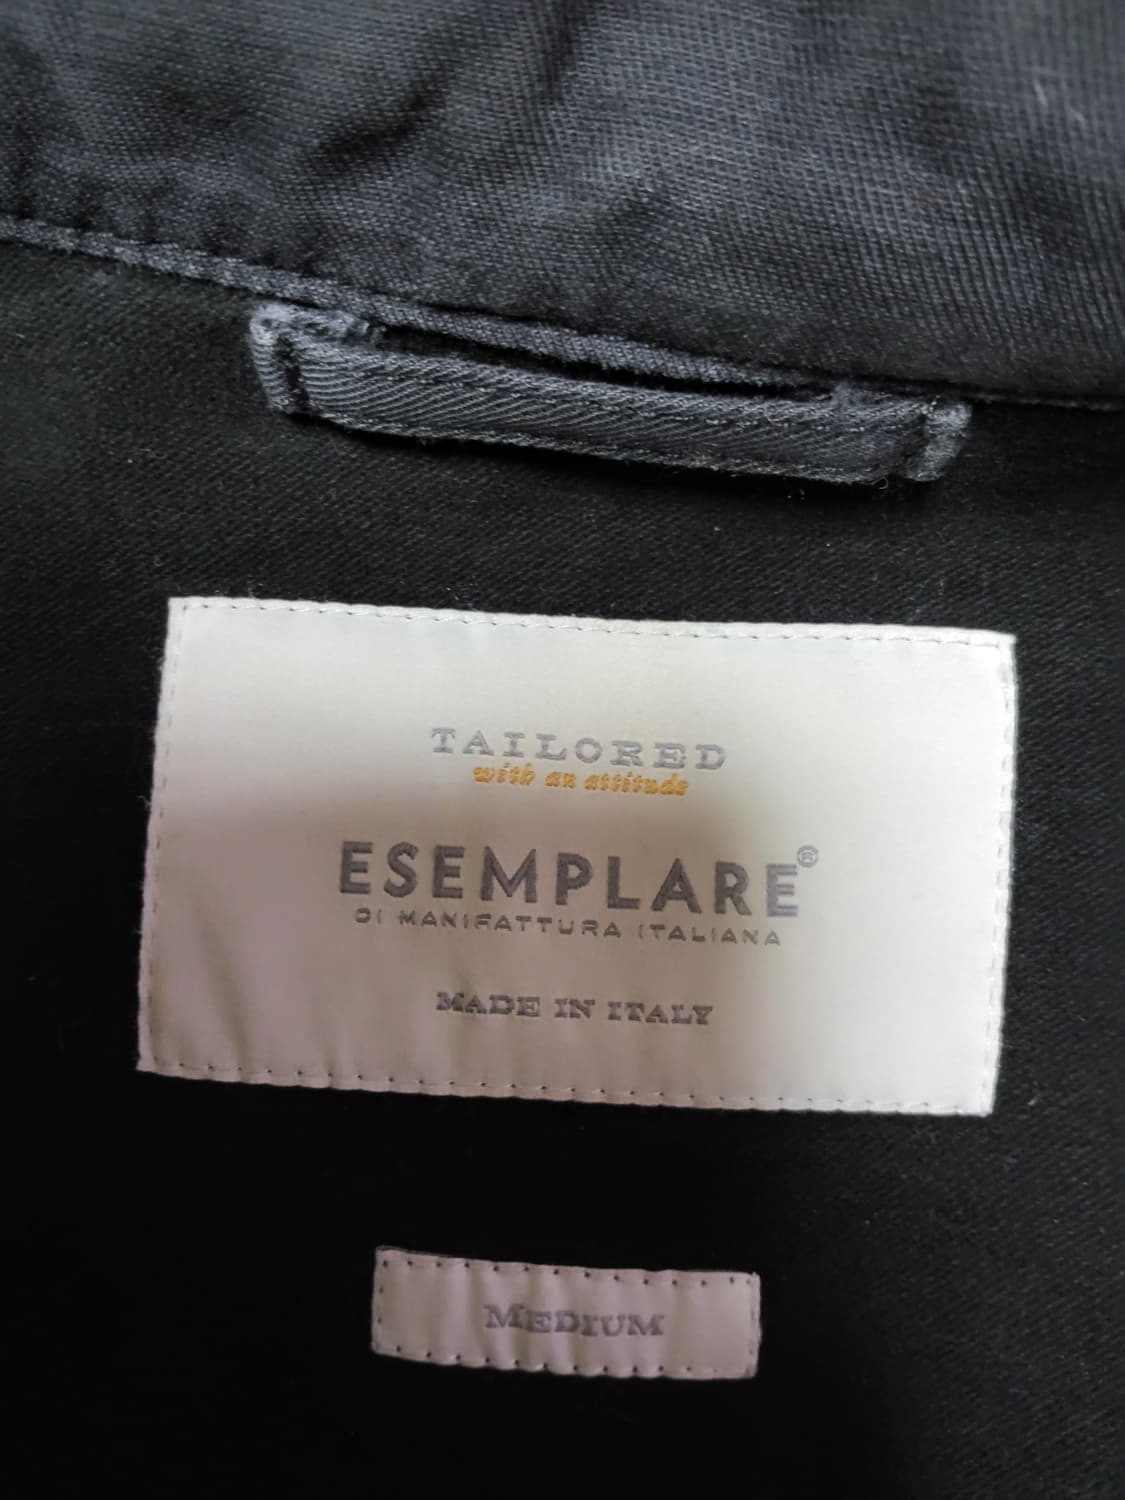 TAILORED
with an attitude
ESEMPLARE®
DI MANIFATTURA ITALIANA
MADE IN ITALY
MEDIUM